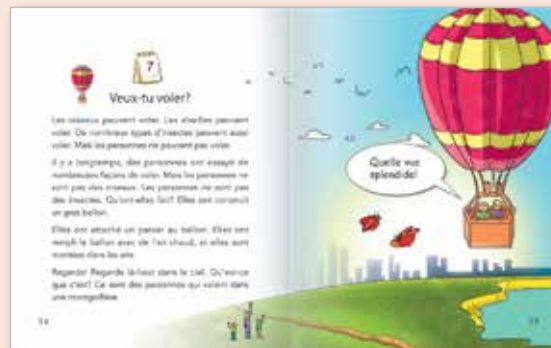 7
Veux-tu voler?
Les oiseaux peuvent voler. Les abeilles peuvent
voler. De nombreux types d'insectes peuvent aussi
voler. Mais les personnes ne peuvent pas voler.
Il y a longtemps, des personnes ont essayé de
nombreuses façons de voler. Mais les personnes ne
sont pas des oiseaux. Les personnes ne sont pas
des insectes. Qu'ont-elles fait? Elles ont construit
un gros ballon.
Elles ont attaché un panier au ballon. Elles ont
rempli le ballon avec de l'air chaud, et elles sont
montées dans les airs.
Regarde! Regarde là-haut dans le ciel. Qu'est-ce
que c'est? Ce sont des personnes qui volent dans
une montgolfière.
14
Quelle vue
splendide!